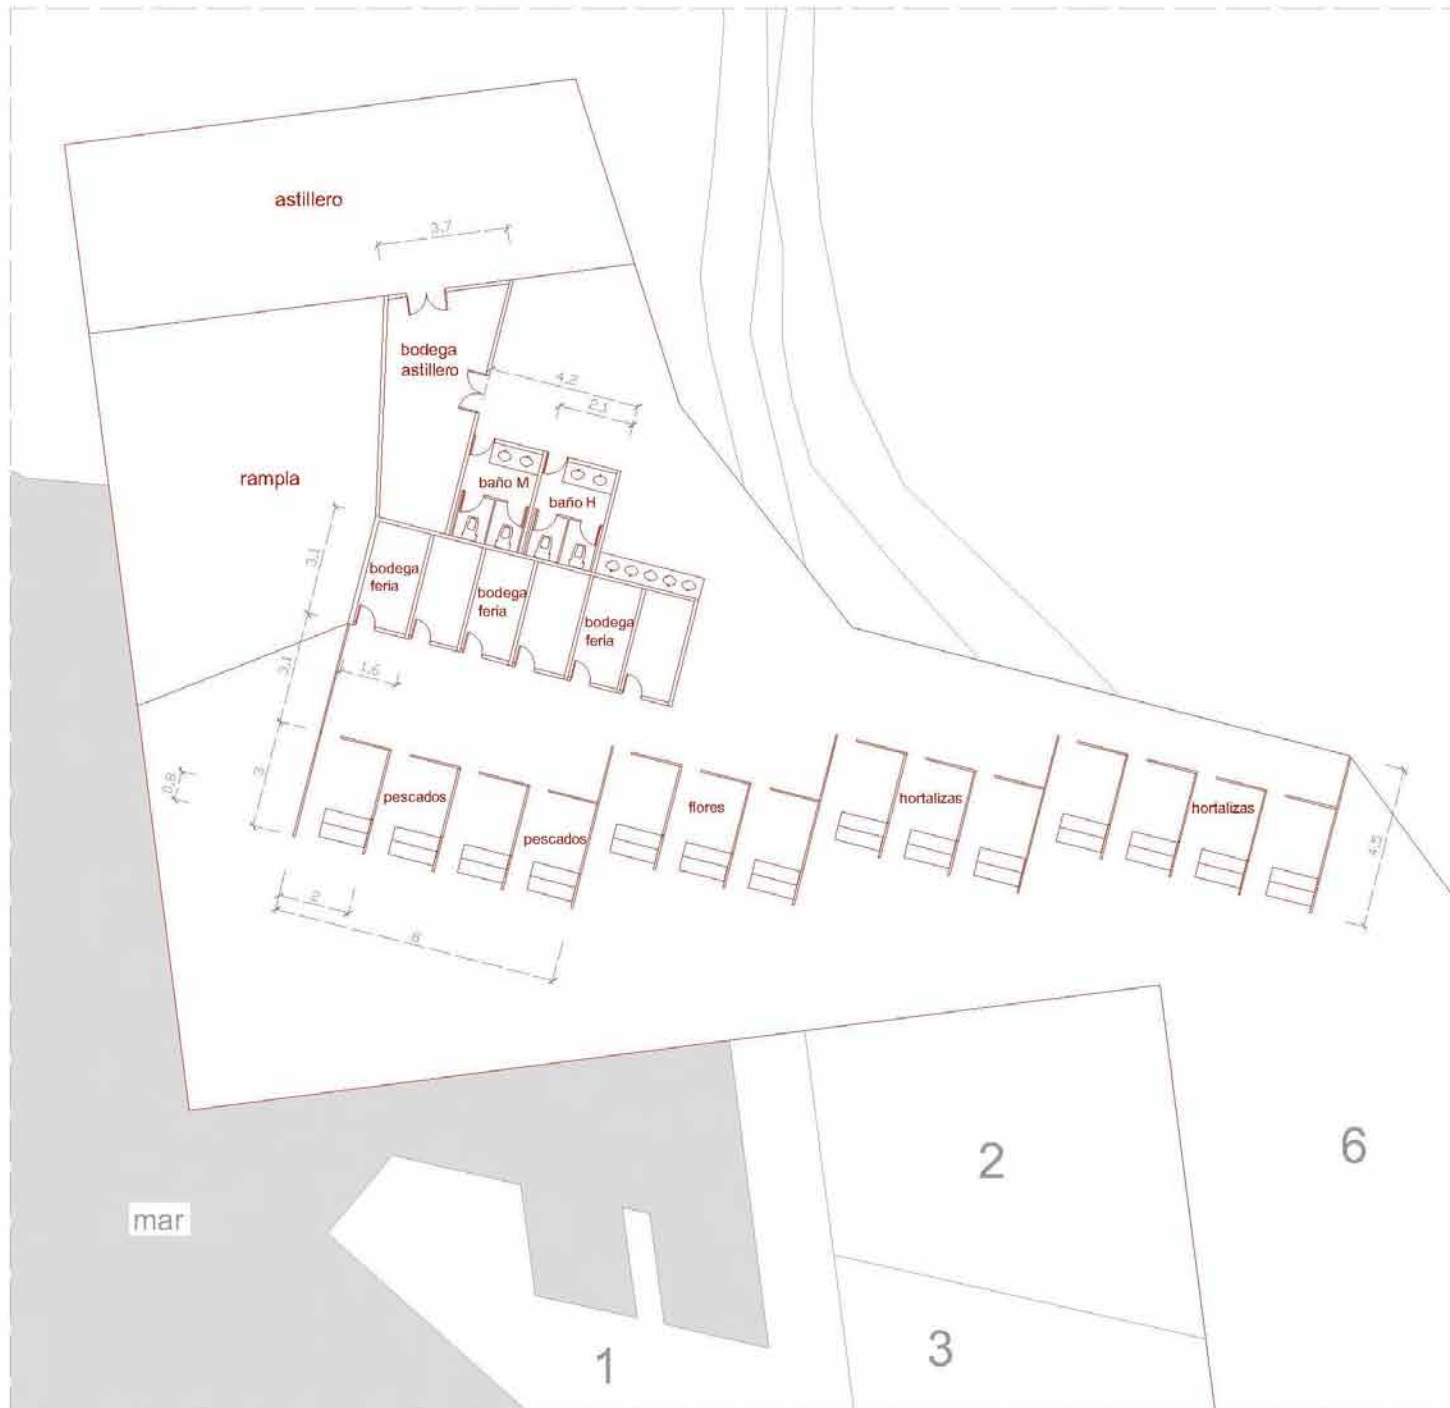 astillero
3.7
bodega
astillero
4.2
2.1
rampla
baño M
baño H
3.1
bodega
feria
bodega
feria
bodega
feria
3.1
1.6
3
0.8
pescados
flores
hortalizas
hortalizas
pescados
4.5
2
8
2
6
mar
3
1